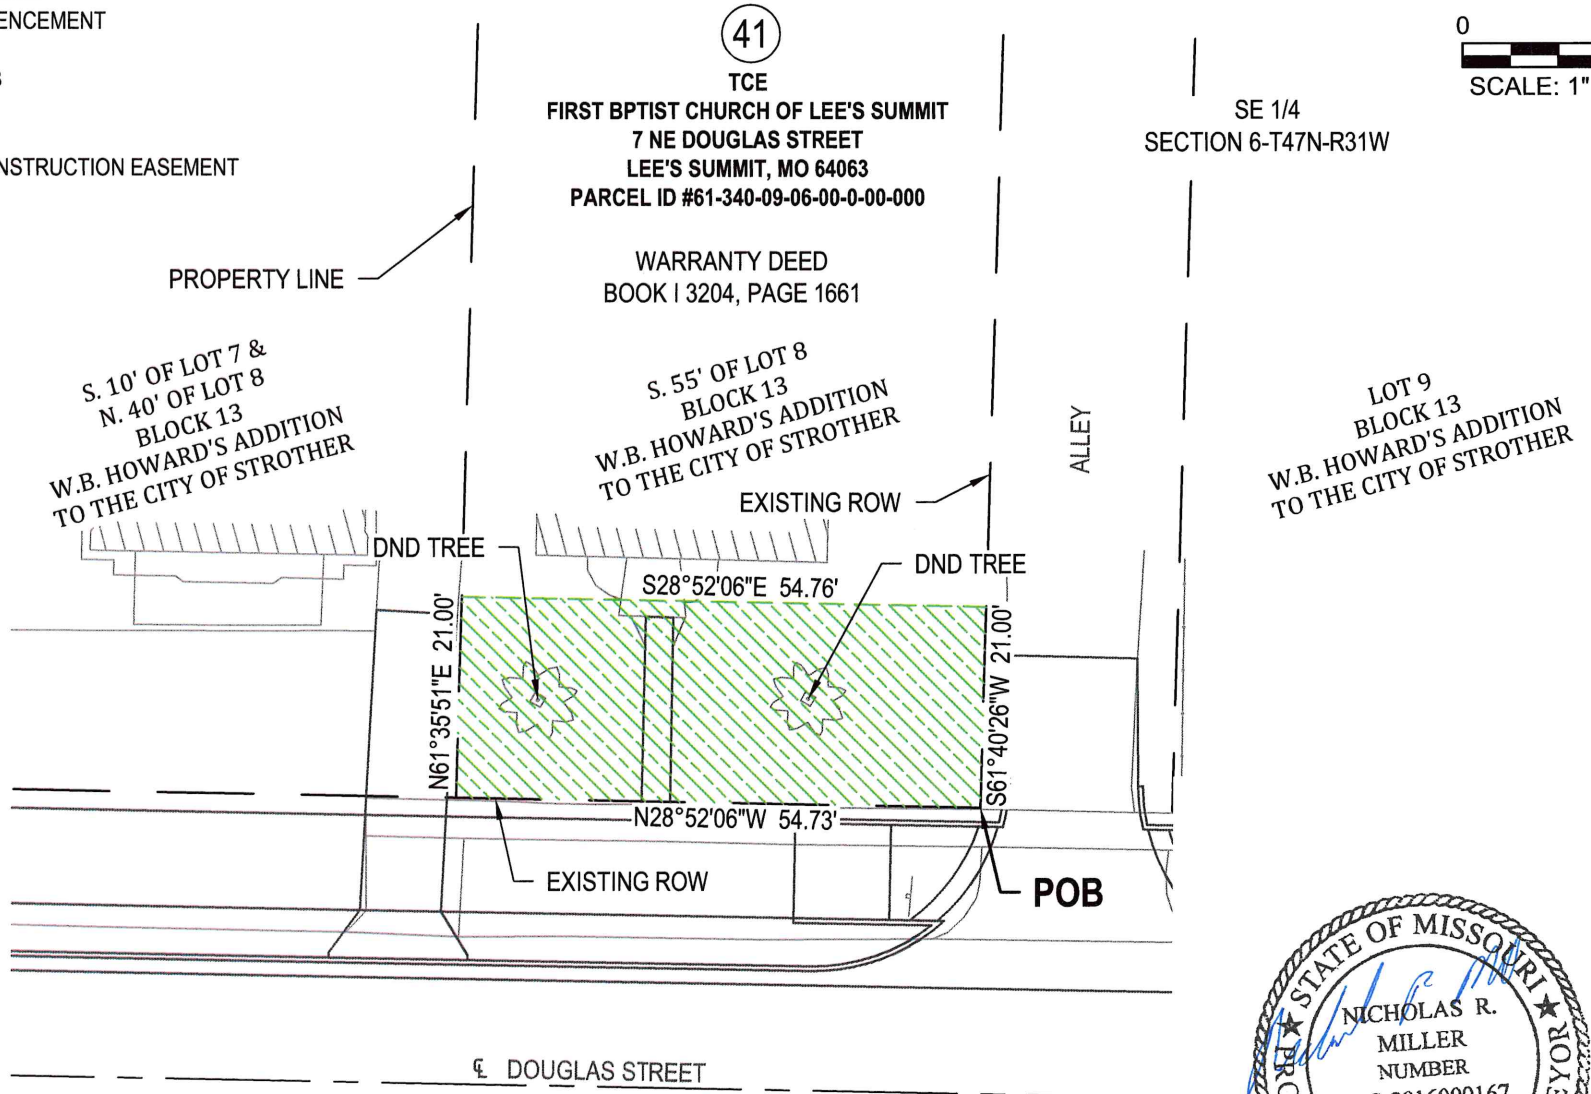 ENCEMENT
NSTRUCTION EASEMENT
41
TCE
FIRST BPTIST CHURCH OF LEE'S SUMMIT
7 NE DOUGLAS STREET
LEE'S SUMMIT, MO 64063
PARCEL ID #61-340-09-06-00-0-00-000
WARRANTY DEED
BOOK I 3204, PAGE 1661
0
SCALE: 1"
SE 1/4
SECTION 6-T47N-R31W
PROPERTY LINE
S. 10' OF LOT 7 &
N. 40' OF LOT 8
BLOCK 13
W.B. HOWARD'S ADDITION
TO THE CITY OF STROTHER
S. 55' OF LOT 8
BLOCK 13
W.B. HOWARD'S ADDITION
TO THE CITY OF STROTHER
EXISTING ROW
ALLEY
LOT 9
BLOCK 13
W.B. HOWARD'S ADDITION
TO THE CITY OF STROTHER
DND TREE
DND TREE
S28°52'06"E 54.76'
N61°35'51"E 21.00'
S61°40'26"W 21.00'
N28°52'06"W 54.73'
EXISTING ROW
POB
℄ DOUGLAS STREET
★ STATE OF MISSOURI ★
NICHOLAS R.
MILLER
NUMBER
2016000167
PRO
EYOR